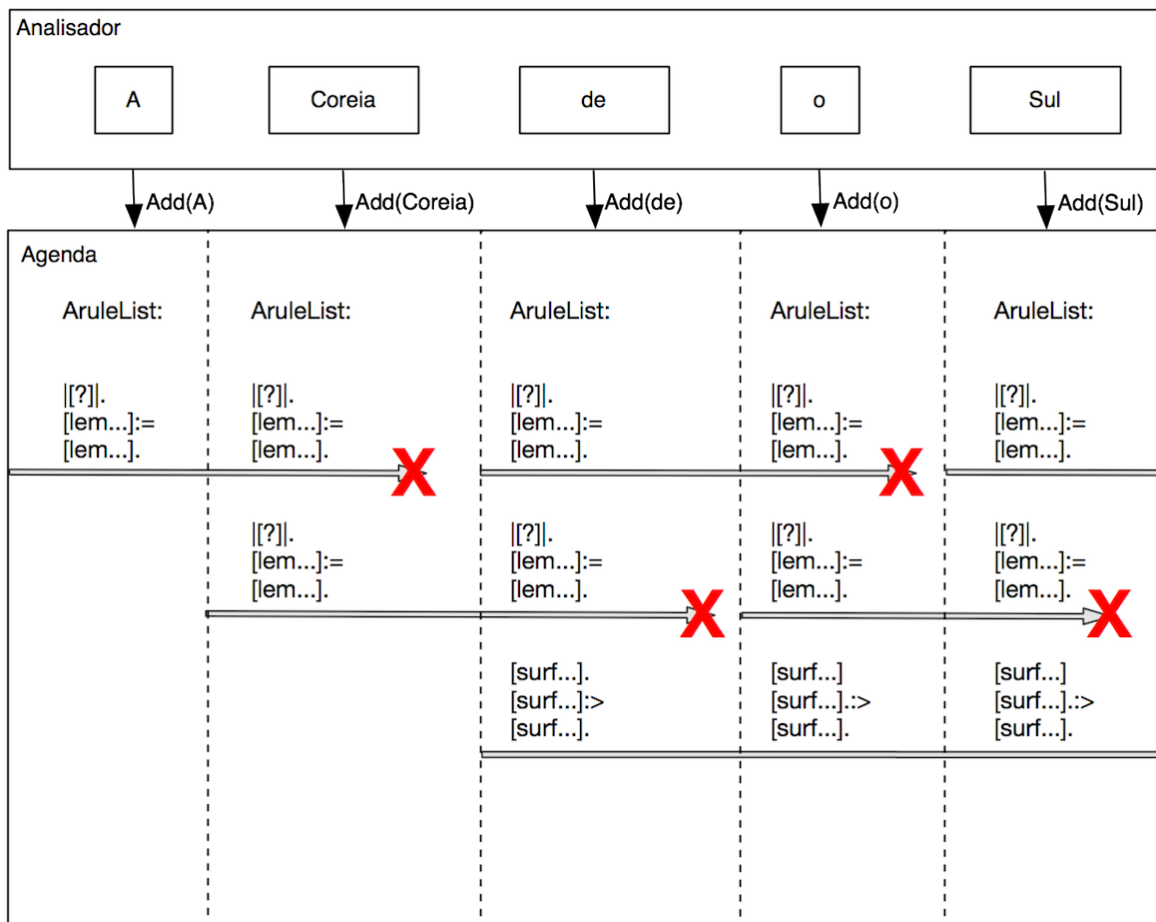 Analisador
A
Coreia
de
o
Sul
Add(A)
Add(Coreia)
Add(de)
Add(o)
Add(Sul)
Agenda
AruleList:
AruleList:
AruleList:
AruleList:
AruleList:
|[?]|.
[lem...]:=
[lem...].
|[?]|.
[lem...]:=
[lem...].
|[?]|.
[lem...]:=
[lem...].
|[?]|.
[lem...]:=
[lem...].
|[?]|.
[lem...]:=
[lem...].
X
X
|[?]|.
[lem...]:=
[lem...].
|[?]|.
[lem...]:=
[lem...].
|[?]|.
[lem...]:=
[lem...].
|[?]|.
[lem...]:=
[lem...].
X
X
[surf...].
[surf...]:>
[surf...].
[surf...]
[surf...].:>
[surf...].
[surf...]
[surf...].:>
[surf...].